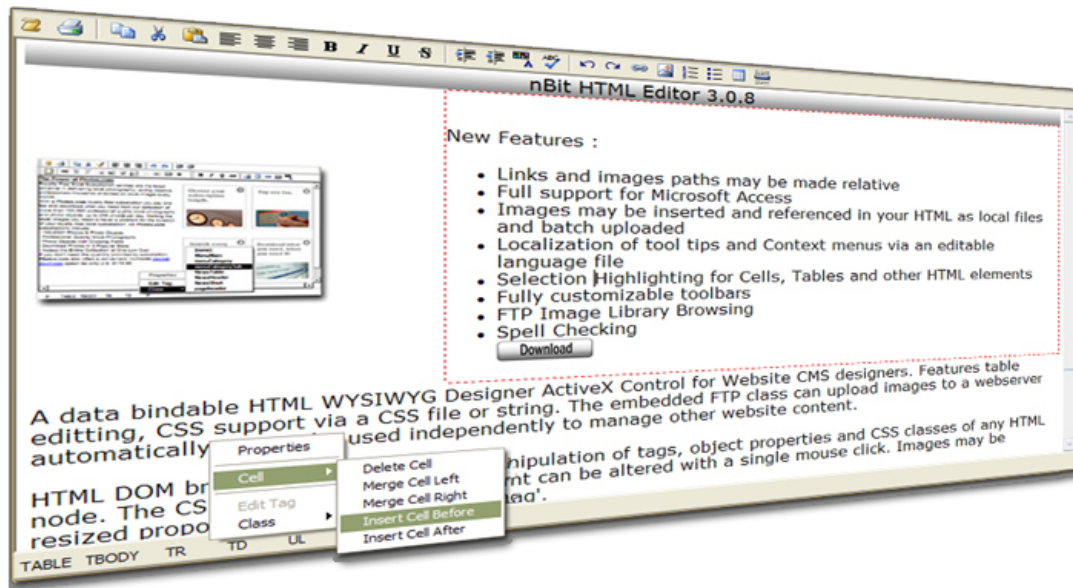 nBit HTML Editor 3.0.8
New Features :
Links and images paths may be made relative
Full support for Microsoft Access
Images may be inserted and referenced in your HTML as local files
and batch uploaded
Localization of tool tips and Context menus via an editable
language file
Selection Highlighting for Cells, Tables and other HTML elements
Fully customizable toolbars
FTP Image Library Browsing
Spell Checking
Download
A data bindable HTML WYSIWYG Designer ActiveX Control for Website CMS designers. Features table
editting, CSS support via a CSS file or string. The embedded FTP class can upload images to a webserver
automatically used independently to manage other website content.
HTML DOM br nipulation of tags, object properties and CSS classes of any HTML
node. The CS nt can be altered with a single mouse click. Images may be
resized propo
Properties
Cell
Edit Tag
Class
Delete Cell
Merge Cell Left
Merge Cell Right
Insert Cell Before
Insert Cell After
TABLE TBODY TR TD UL